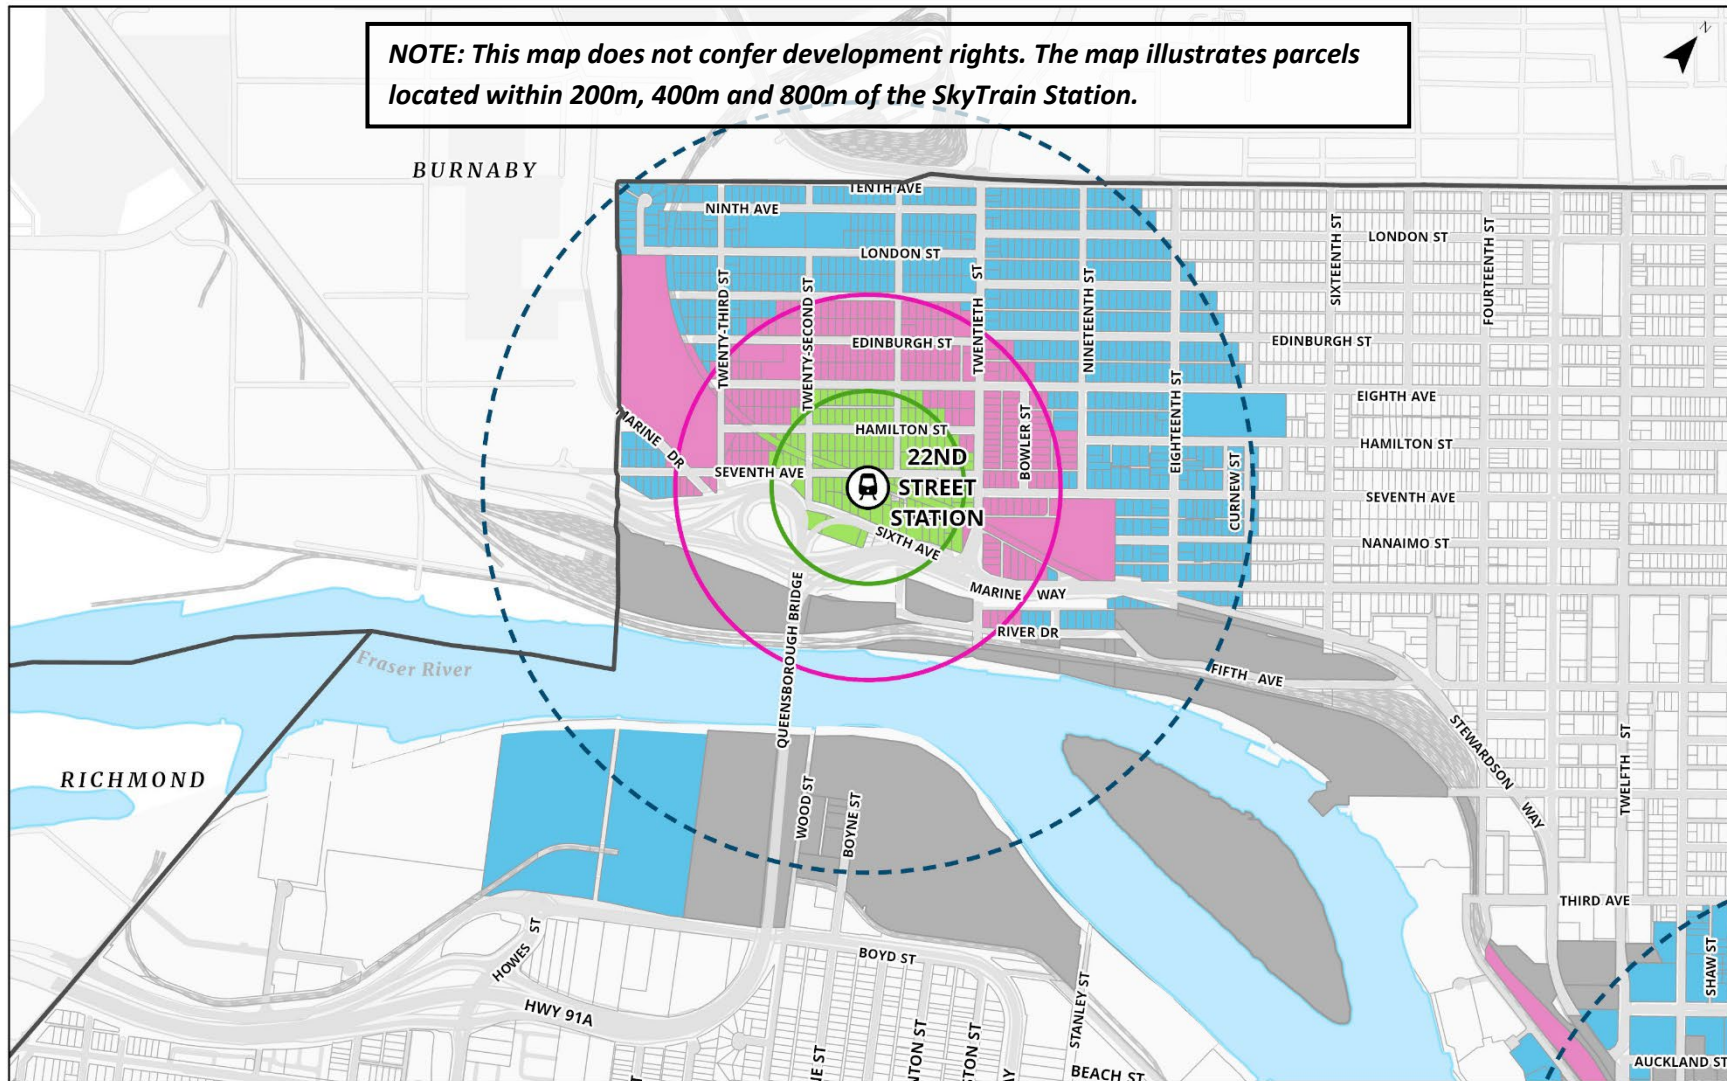 NOTE: This map does not confer development rights. The map illustrates parcels
located within 200m, 400m and 800m of the SkyTrain Station.
N
BURNABY
TENTH AVE
NINTH AVE
LONDON ST
LONDON ST
SIXTEENTH ST
FOURTEENTH ST
TWENTY-THIRD ST
TWENTY-SECOND ST
TWENTIETH ST
NINETEENTH ST
EDINBURGH ST
EDINBURGH ST
EIGHTH AVE
EIGHTEENTH ST
BOWLER ST
MARINE DR
HAMILTON ST
HAMILTON ST
22ND
STREET
STATION
SEVENTH AVE
SEVENTH AVE
CURNEW ST
SIXTH AVE
NANAIMO ST
MARINE WAY
RIVER DR
QUEENSBOROUGH BRIDGE
Fraser River
FIFTH AVE
STEWARDSON WAY
TWELFTH ST
RICHMOND
WOOD ST
BOYNE ST
THIRD AVE
SHAW ST
HOWES ST
BOYD ST
HWY 91A
STANLEY ST
BEACH ST
AUCKLAND ST